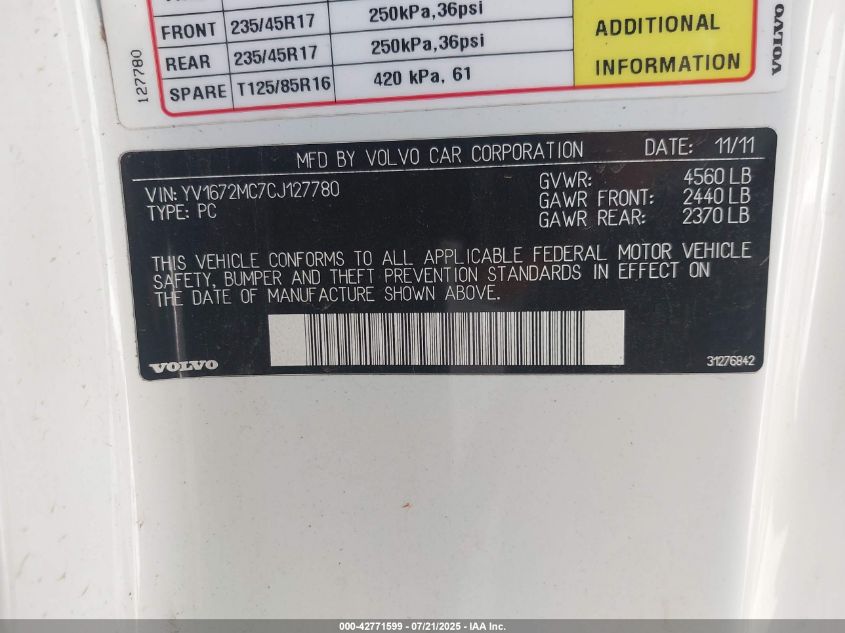 FRONT 235/45R17 250kPa,36psi
REAR 235/45R17 250kPa,36psi
SPARE T125/85R16 420 kPa, 61
ADDITIONAL
INFORMATION
127780
VOLVO
MFD BY VOLVO CAR CORPORATION DATE: 11/11
VIN: YV1672MC7CJ127780
TYPE: PC
GVWR: 4560 LB
GAWR FRONT: 2440 LB
GAWR REAR: 2370 LB
THIS VEHICLE CONFORMS TO ALL APPLICABLE FEDERAL MOTOR VEHICLE
SAFETY, BUMPER AND THEFT PREVENTION STANDARDS IN EFFECT ON
THE DATE OF MANUFACTURE SHOWN ABOVE.
VOLVO 31276842
000-42771599 - 07/21/2025 - IAA Inc.